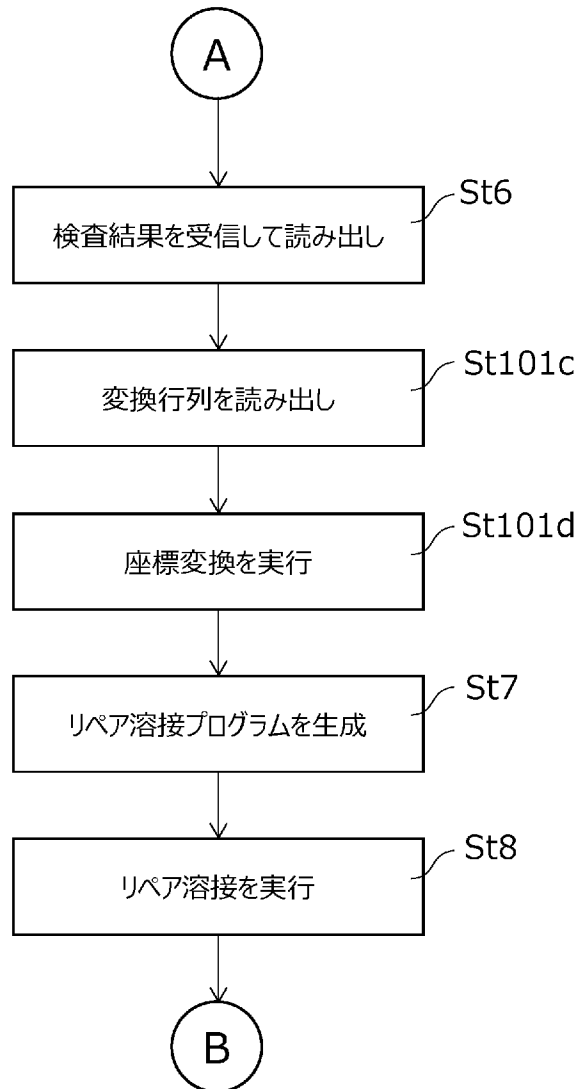 A
St6
検査結果を受信して読み出し
St101c
変換行列を読み出し
St101d
座標変換を実行
St7
リペア溶接プログラムを生成
St8
リペア溶接を実行
B